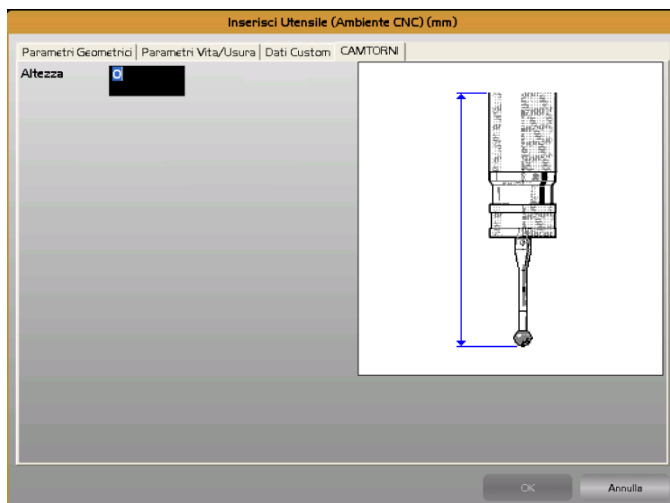 Inserisci Utensile (Ambiente CNC) (mm)
Parametri Geometrici Parametri Vita/Usura Dati Custom CAMTORNI
Altezza 0
OK Annulla